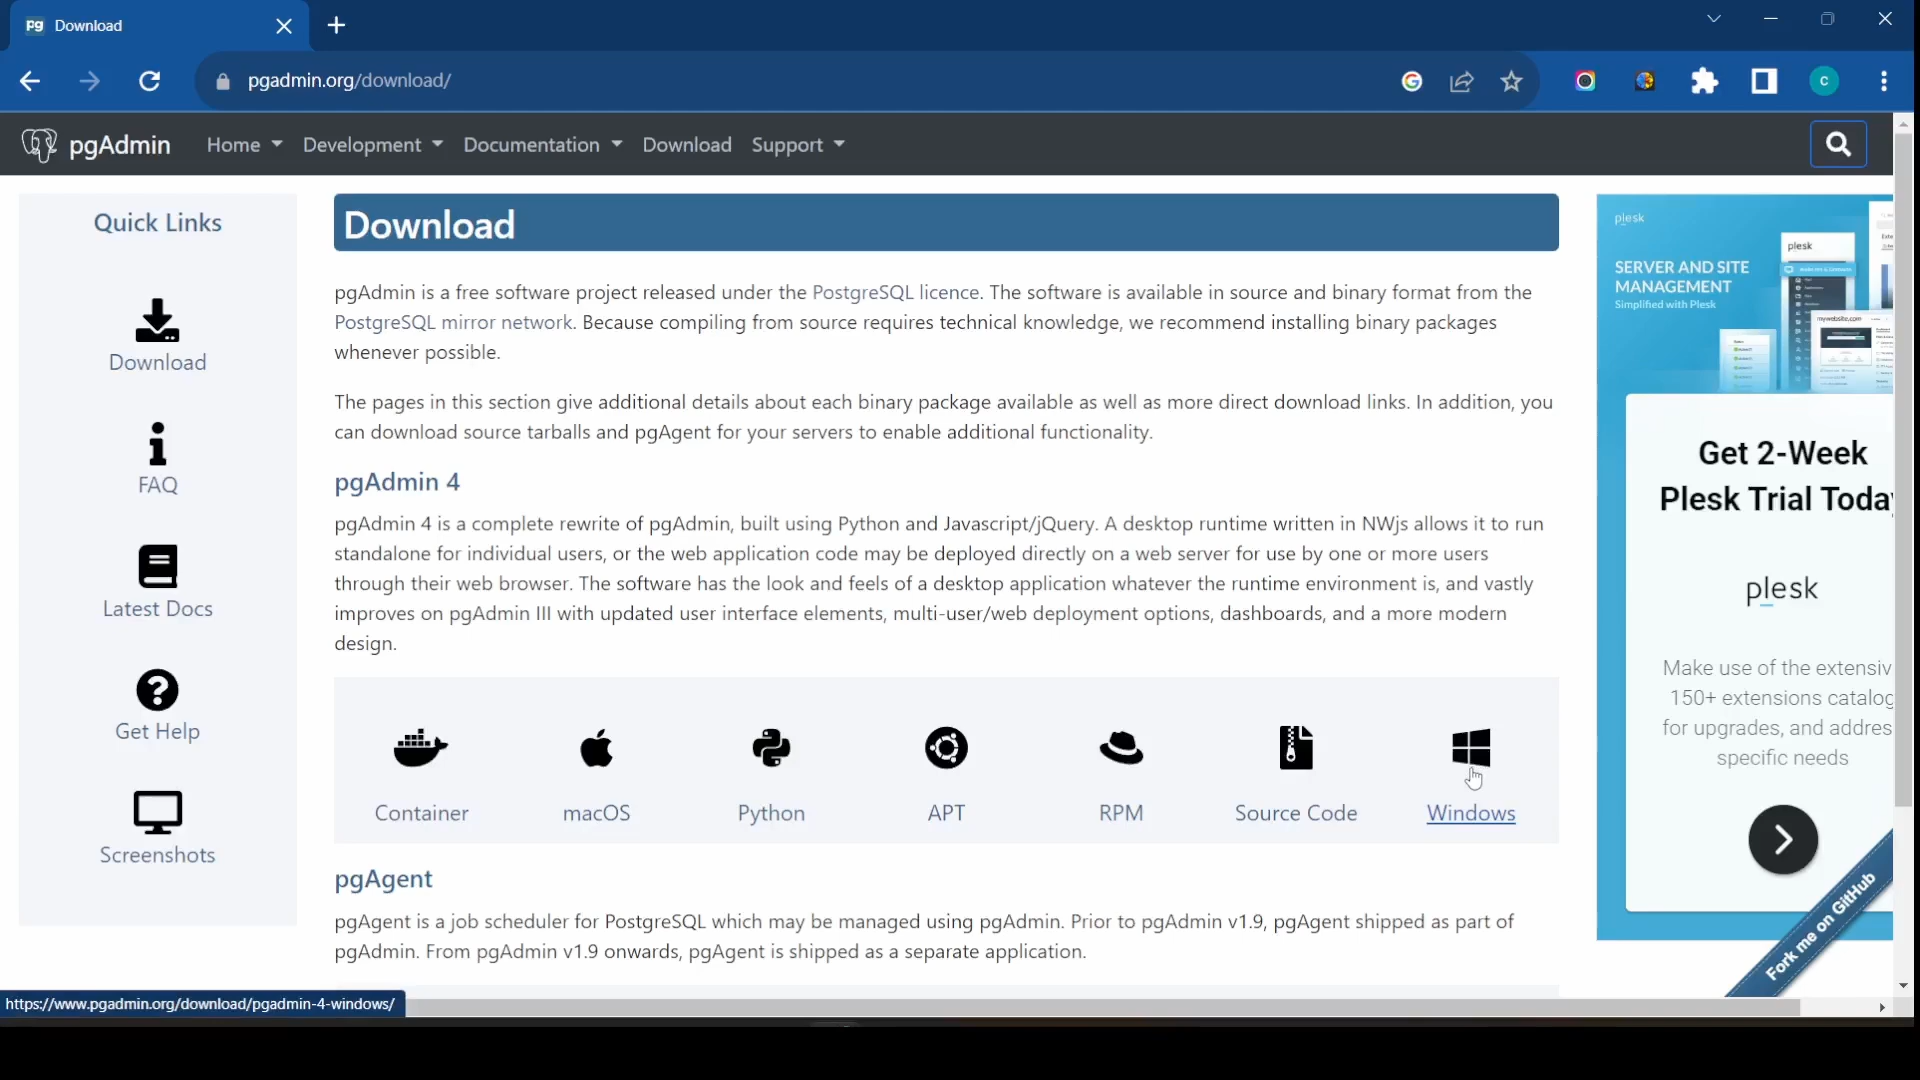 pg Download
pgadmin.org/download/
C
pgAdmin Home Development Documentation Download Support
Quick Links
Download
FAQ
Latest Docs
Get Help
Screenshots
Download
pgAdmin is a free software project released under the PostgreSQL licence. The software is available in source and binary format from the
PostgreSQL mirror network. Because compiling from source requires technical knowledge, we recommend installing binary packages
whenever possible.
The pages in this section give additional details about each binary package available as well as more direct download links. In addition, you
can download source tarballs and pgAgent for your servers to enable additional functionality.
pgAdmin 4
pgAdmin 4 is a complete rewrite of pgAdmin, built using Python and Javascript/jQuery. A desktop runtime written in NWjs allows it to run
standalone for individual users, or the web application code may be deployed directly on a web server for use by one or more users
through their web browser. The software has the look and feels of a desktop application whatever the runtime environment is, and vastly
improves on pgAdmin III with updated user interface elements, multi-user/web deployment options, dashboards, and a more modern
design.
Container macOS Python APT RPM Source Code Windows
pgAgent
pgAgent is a job scheduler for PostgreSQL which may be managed using pgAdmin. Prior to pgAdmin v1.9, pgAgent shipped as part of
pgAdmin. From pgAdmin v1.9 onwards, pgAgent is shipped as a separate application.
plesk
SERVER AND SITE
MANAGEMENT
Simplified with Plesk
plesk
mywebsite.com
Get 2-Week
Plesk Trial Today
plesk
Make use of the extensiv
150+ extensions catalog
for upgrades, and addres
specific needs
Fork me on GitHub
https://www.pgadmin.org/download/pgadmin-4-windows/